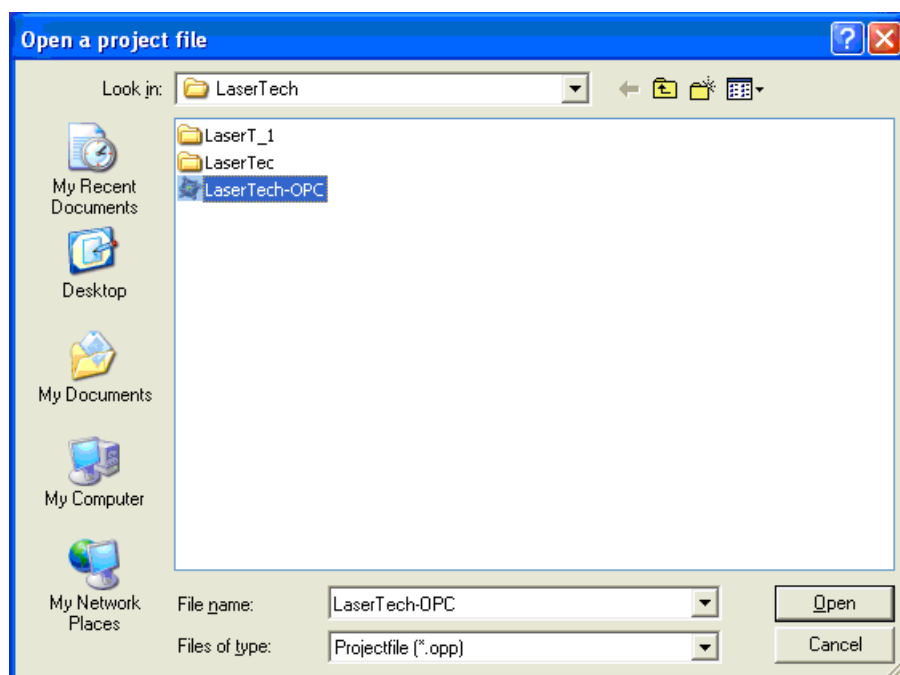 Open a project file
Look in:
LaserTech
LaserT_1
LaserTec
LaserTech-OPC
My Recent
Documents
Desktop
My Documents
My Computer
My Network
Places
File name:
LaserTech-OPC
Open
Files of type:
Projectfile (*.opp)
Cancel